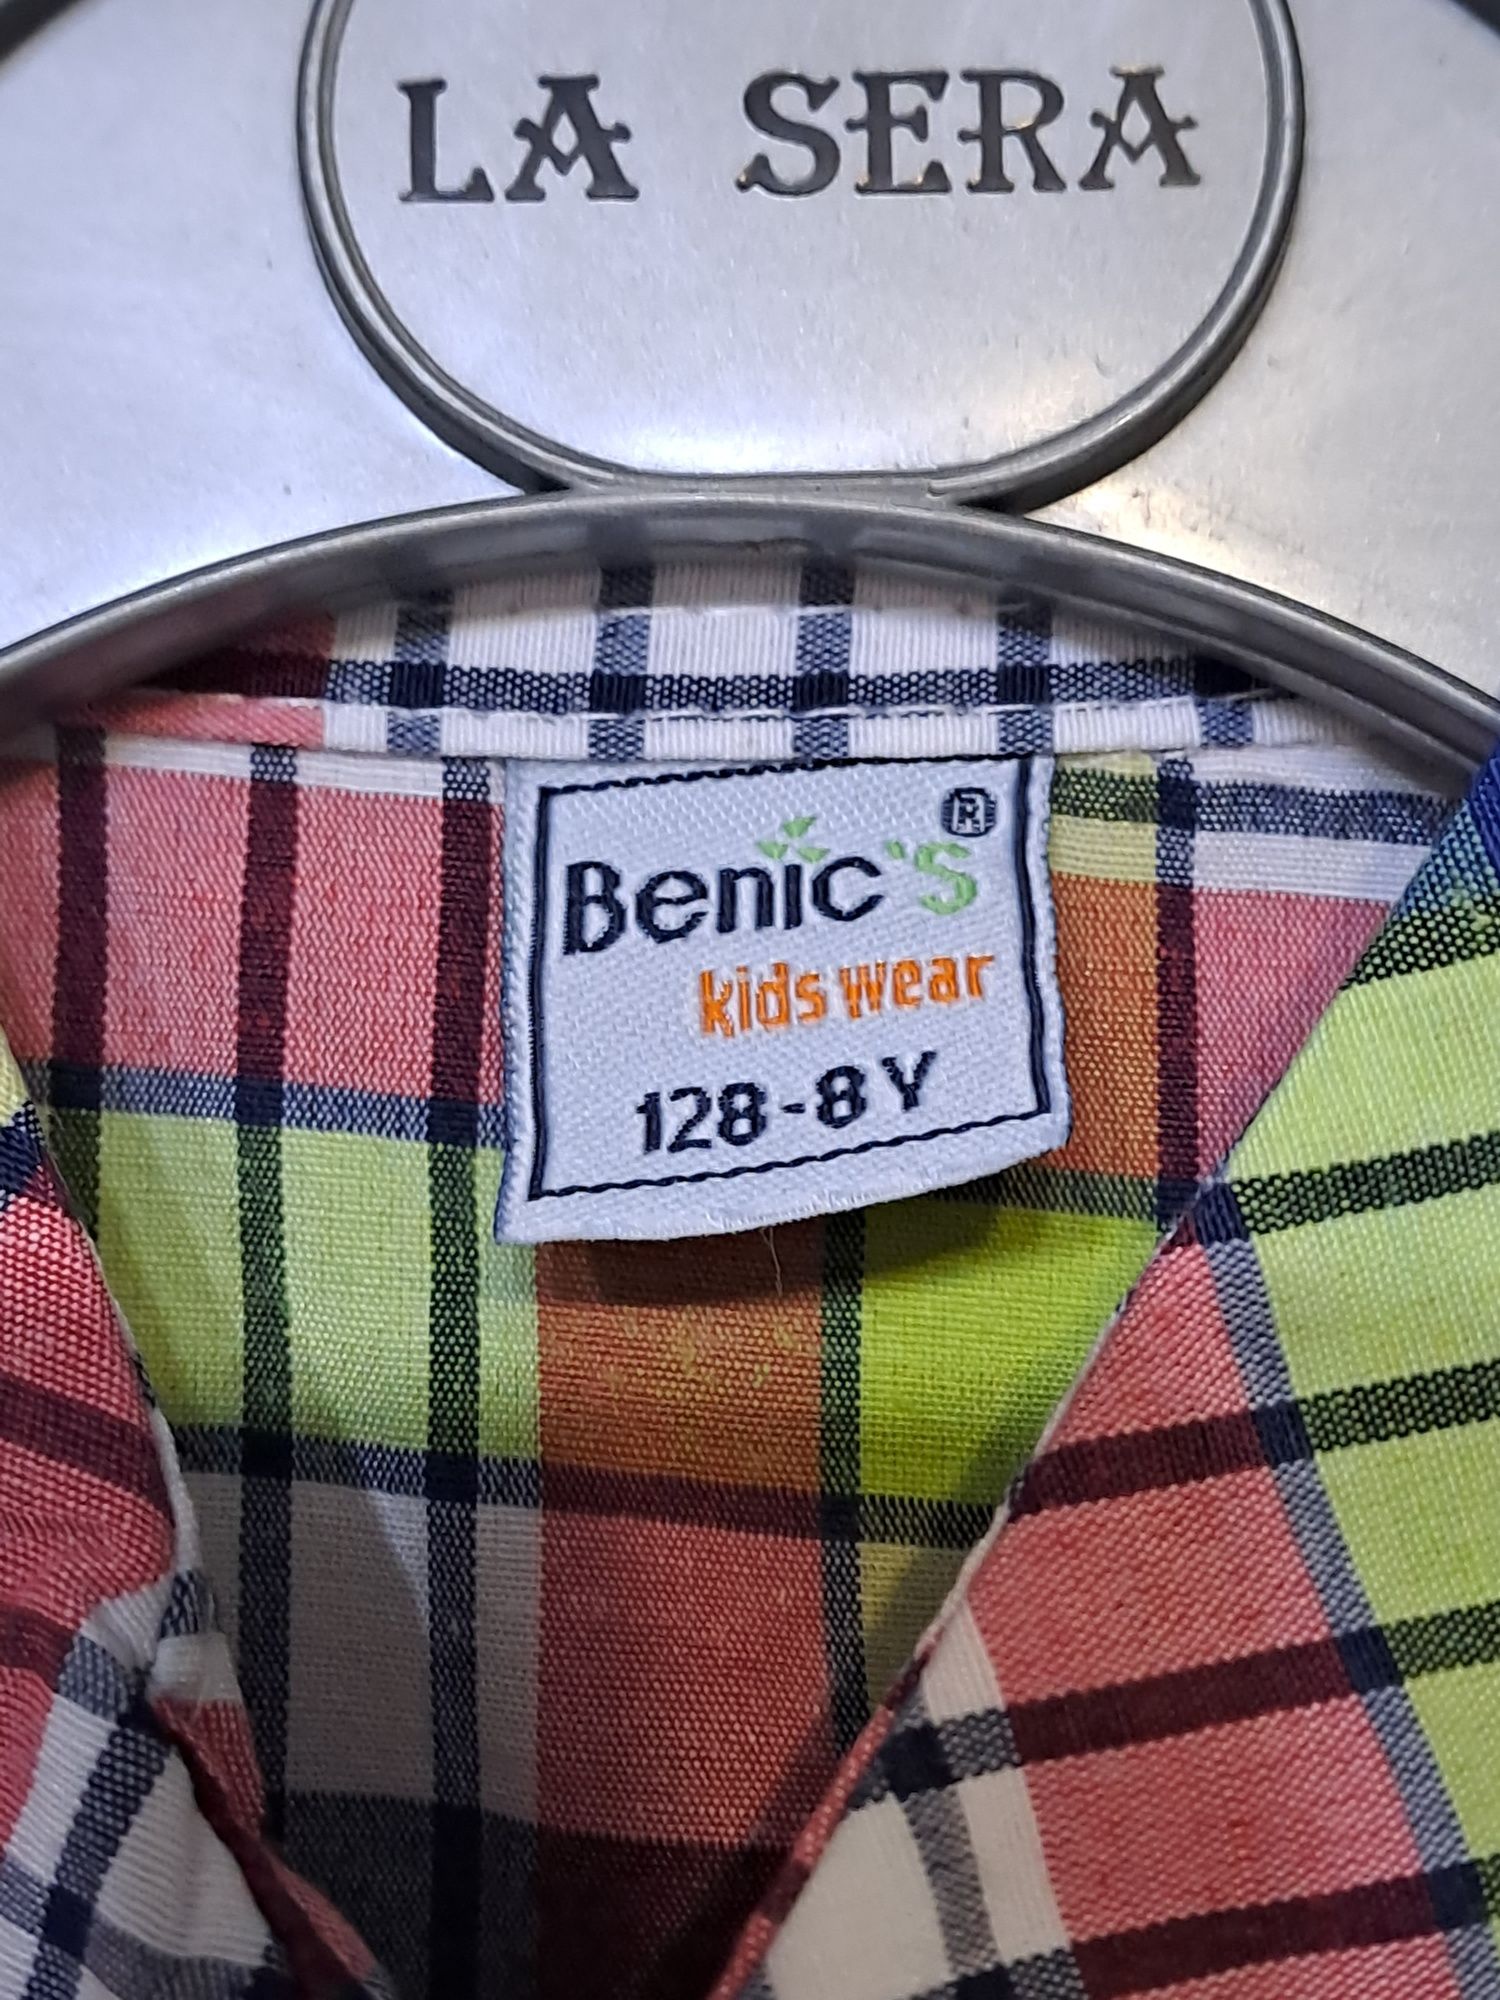 LA SERA
Benic's ®
kids wear
128-8Y